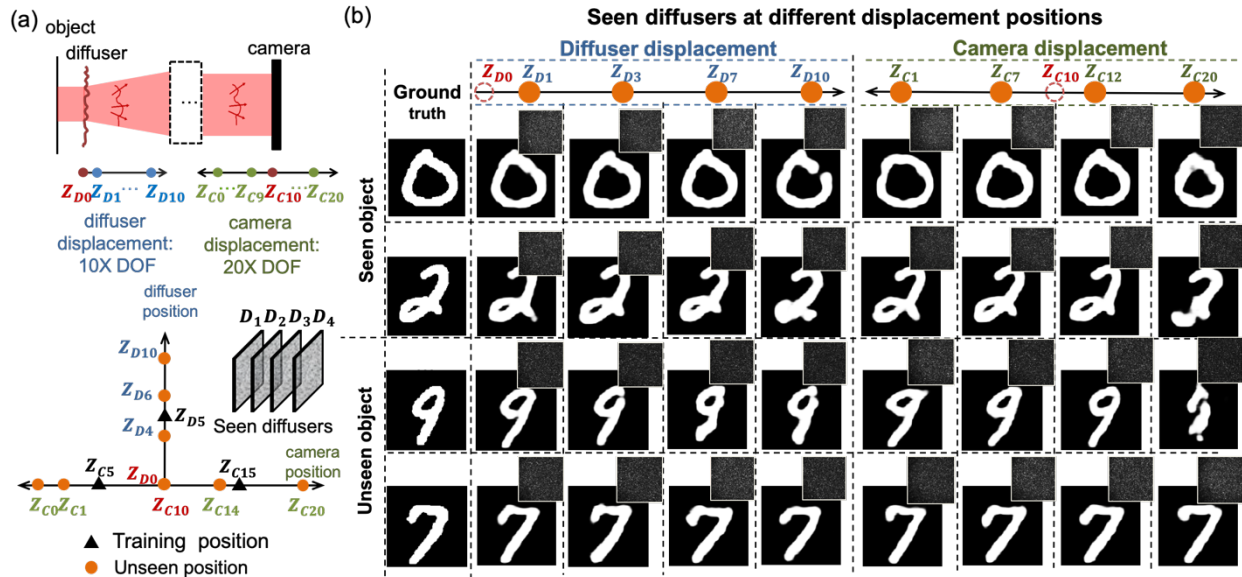 (a)
object
diffuser
camera
...
Z_D0 Z_D1 ... Z_D10
Z_C0 ... Z_C9 Z_C10 ... Z_C20
diffuser
displacement:
10X DOF
camera
displacement:
20X DOF
diffuser
position
D_1 D_2 D_3 D_4
Seen diffusers
Z_D10
Z_D6
Z_D5
Z_D4
camera
position
Z_C5
Z_D0
Z_C15
Z_C0 Z_C1
Z_C10
Z_C14
Z_C20
Training position
Unseen position
(b)
Seen diffusers at different displacement positions
Diffuser displacement
Camera displacement
Z_D0 Z_D1 Z_D3 Z_D7 Z_D10
Z_C1 Z_C7 Z_C10 Z_C12 Z_C20
Ground
truth
Seen object
Unseen object